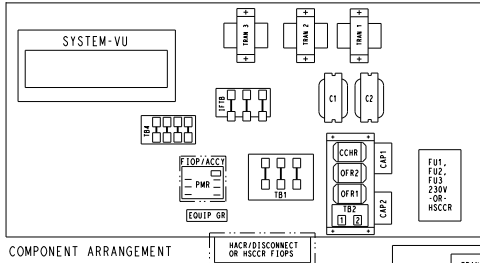 SYSTEM-VU
TRAN 3
TRAN 2
TRAN 1
C1
C2
IFTB
TB4
FIOP/ACCY
PMR
EQUIP GR
TB1
CCHR
OFR2
OFR1
TB2
1
2
CAP1
CAP2
FU1,
FU2,
FU3
230V
-OR-
HSCCR
COMPONENT ARRANGEMENT
HACR/DISCONNECT
OR HSCCR FIOPS